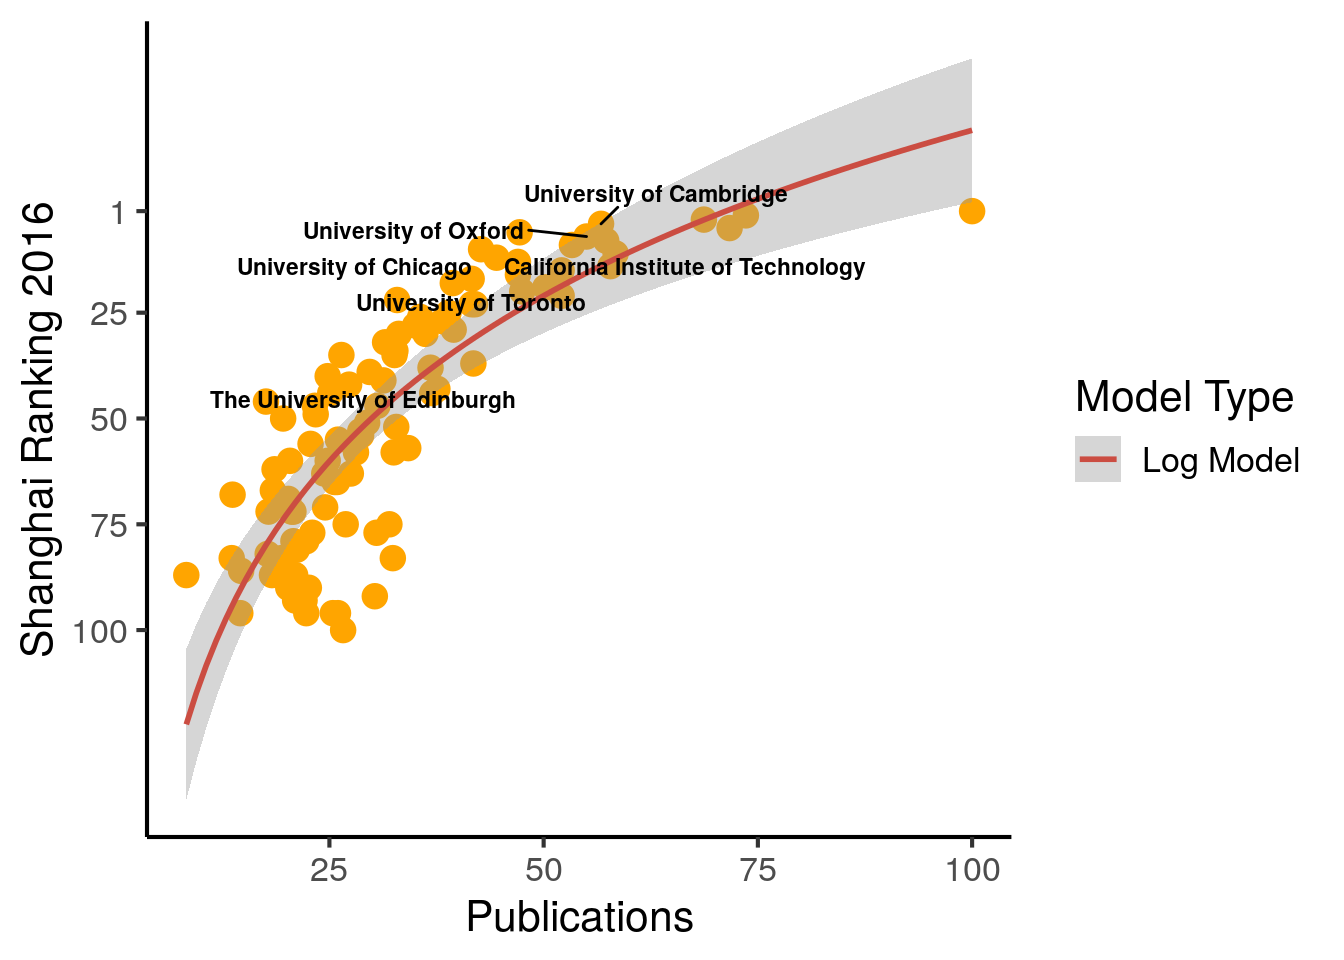 University of Cambridge
University of Oxford
University of Chicago
California Institute of Technology
University of Toronto
The University of Edinburgh
Shanghai Ranking 2016
1
25
50
75
100
25
50
75
100
Publications
Model Type
Log Model